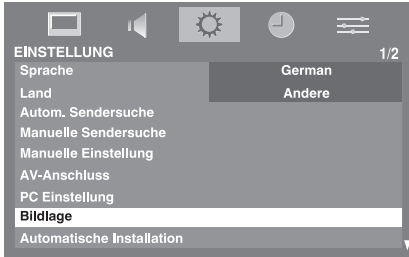 EINSTELLUNG 1/2
Sprache German
Land Andere
Autom. Sendersuche
Manuelle Sendersuche
Manuelle Einstellung
AV-Anschluss
PC Einstellung
Bildlage
Automatische Installation